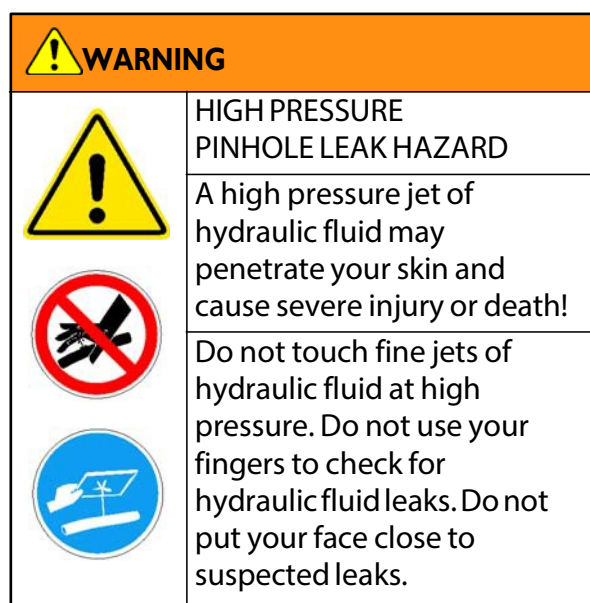 WARNING
HIGH PRESSURE
PINHOLE LEAK HAZARD
A high pressure jet of
hydraulic fluid may
penetrate your skin and
cause severe injury or death!
Do not touch fine jets of
hydraulic fluid at high
pressure. Do not use your
fingers to check for
hydraulic fluid leaks. Do not
put your face close to
suspected leaks.